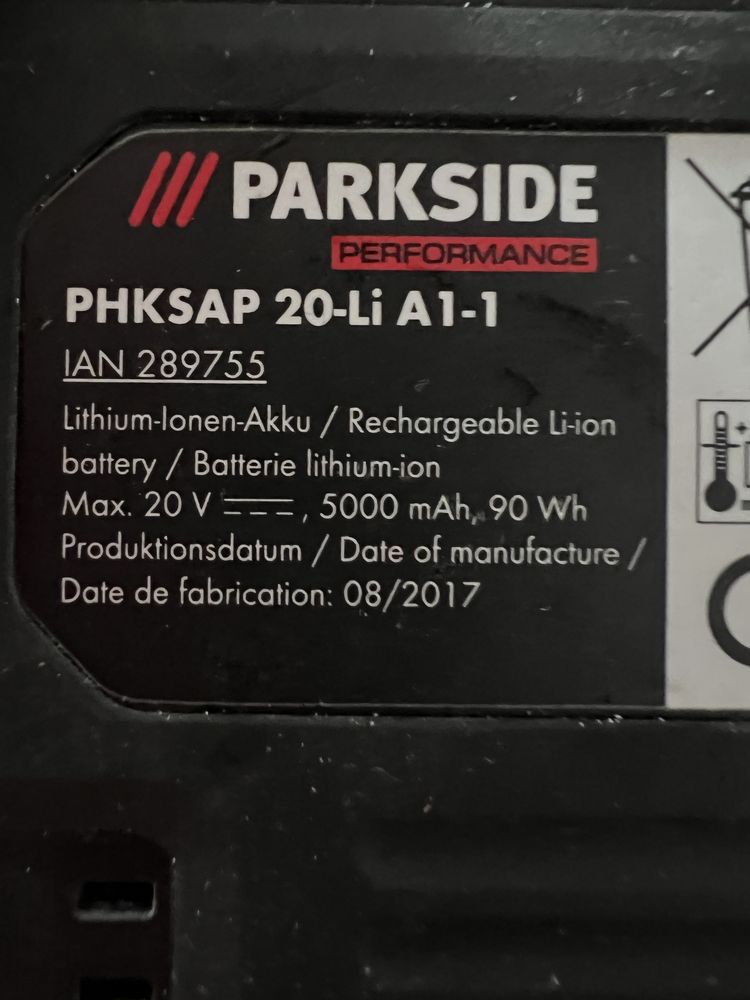 PARKSIDE
PERFORMANCE
PHKSAP 20-Li A1-1
IAN 289755
Lithium-Ionen-Akku / Rechargeable Li-ion
battery / Batterie lithium-ion
Max. 20 V ⎓, 5000 mAh, 90 Wh
Produktionsdatum / Date of manufacture /
Date de fabrication: 08/2017